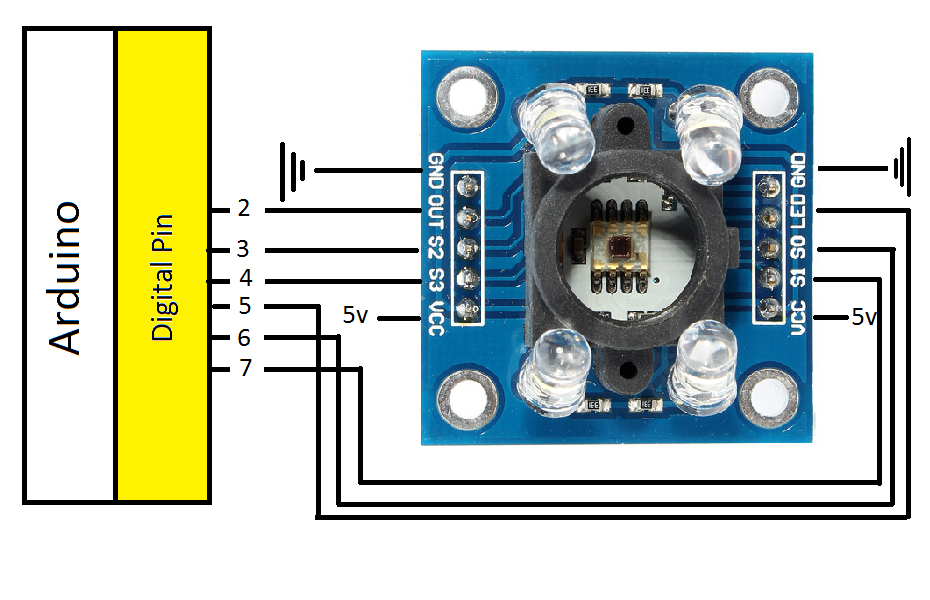 Arduino
Digital Pin
2
3
4
5
6
7
5v
GND
OUT
S2
S3
VCC
GND
LED
S0
S1
VCC
5v